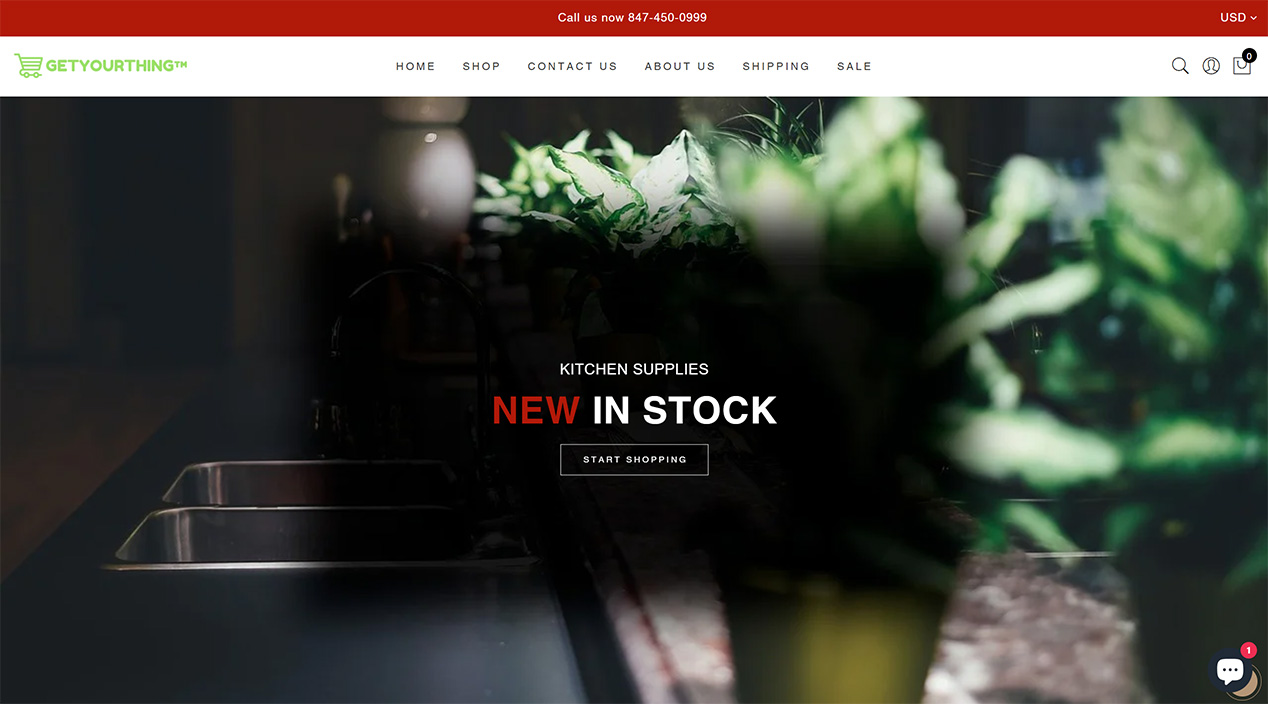 Call us now 847-450-0999
USD
GETYOURTHING™
HOME SHOP CONTACT US ABOUT US SHIPPING SALE
0
KITCHEN SUPPLIES
NEW IN STOCK
START SHOPPING
1